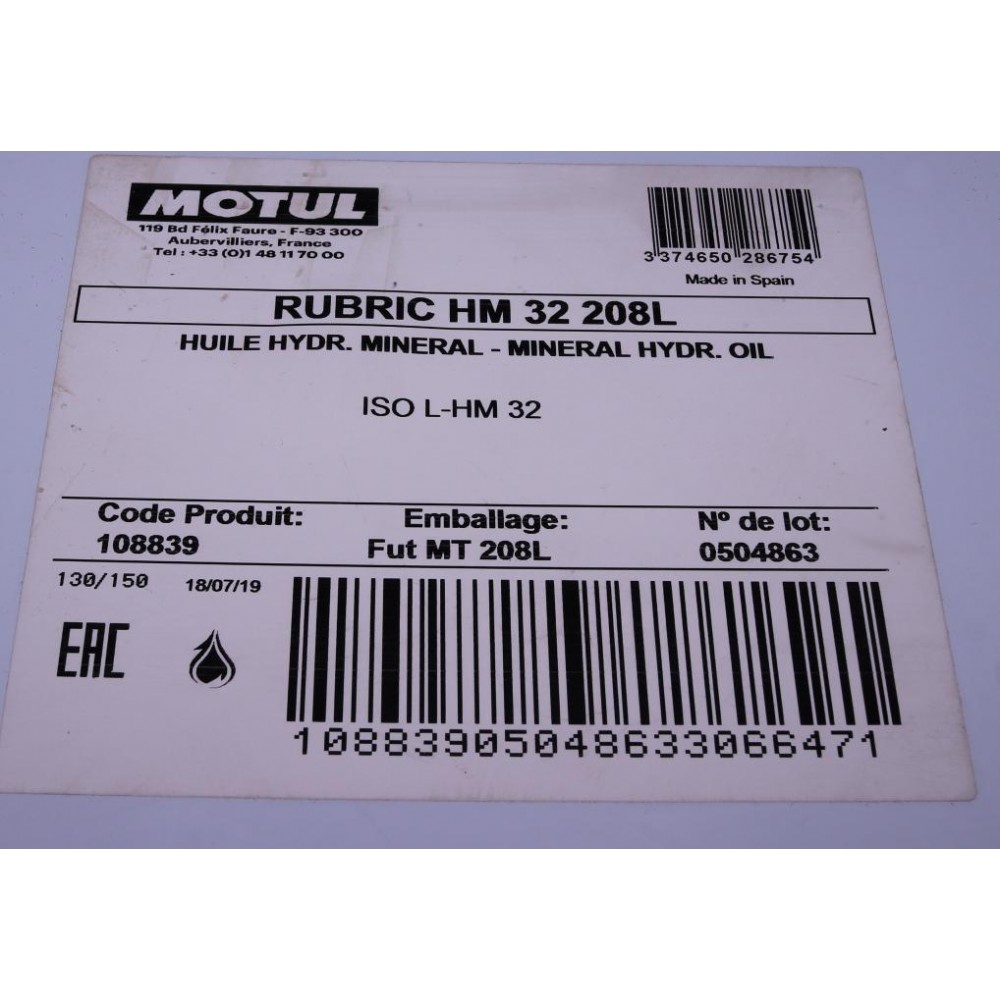 MOTUL
119 Bd Félix Faure - F-93 300
Aubervilliers, France
Tel : +33 (0)1 48 11 70 00
3374650 286754
Made in Spain
RUBRIC HM 32 208L
HUILE HYDR. MINERAL - MINERAL HYDR. OIL
ISO L-HM 32
Code Produit: Emballage: Nº de lot:
108839 Fut MT 208L 0504863
130/150 18/07/19
EAC
10883905048633066471